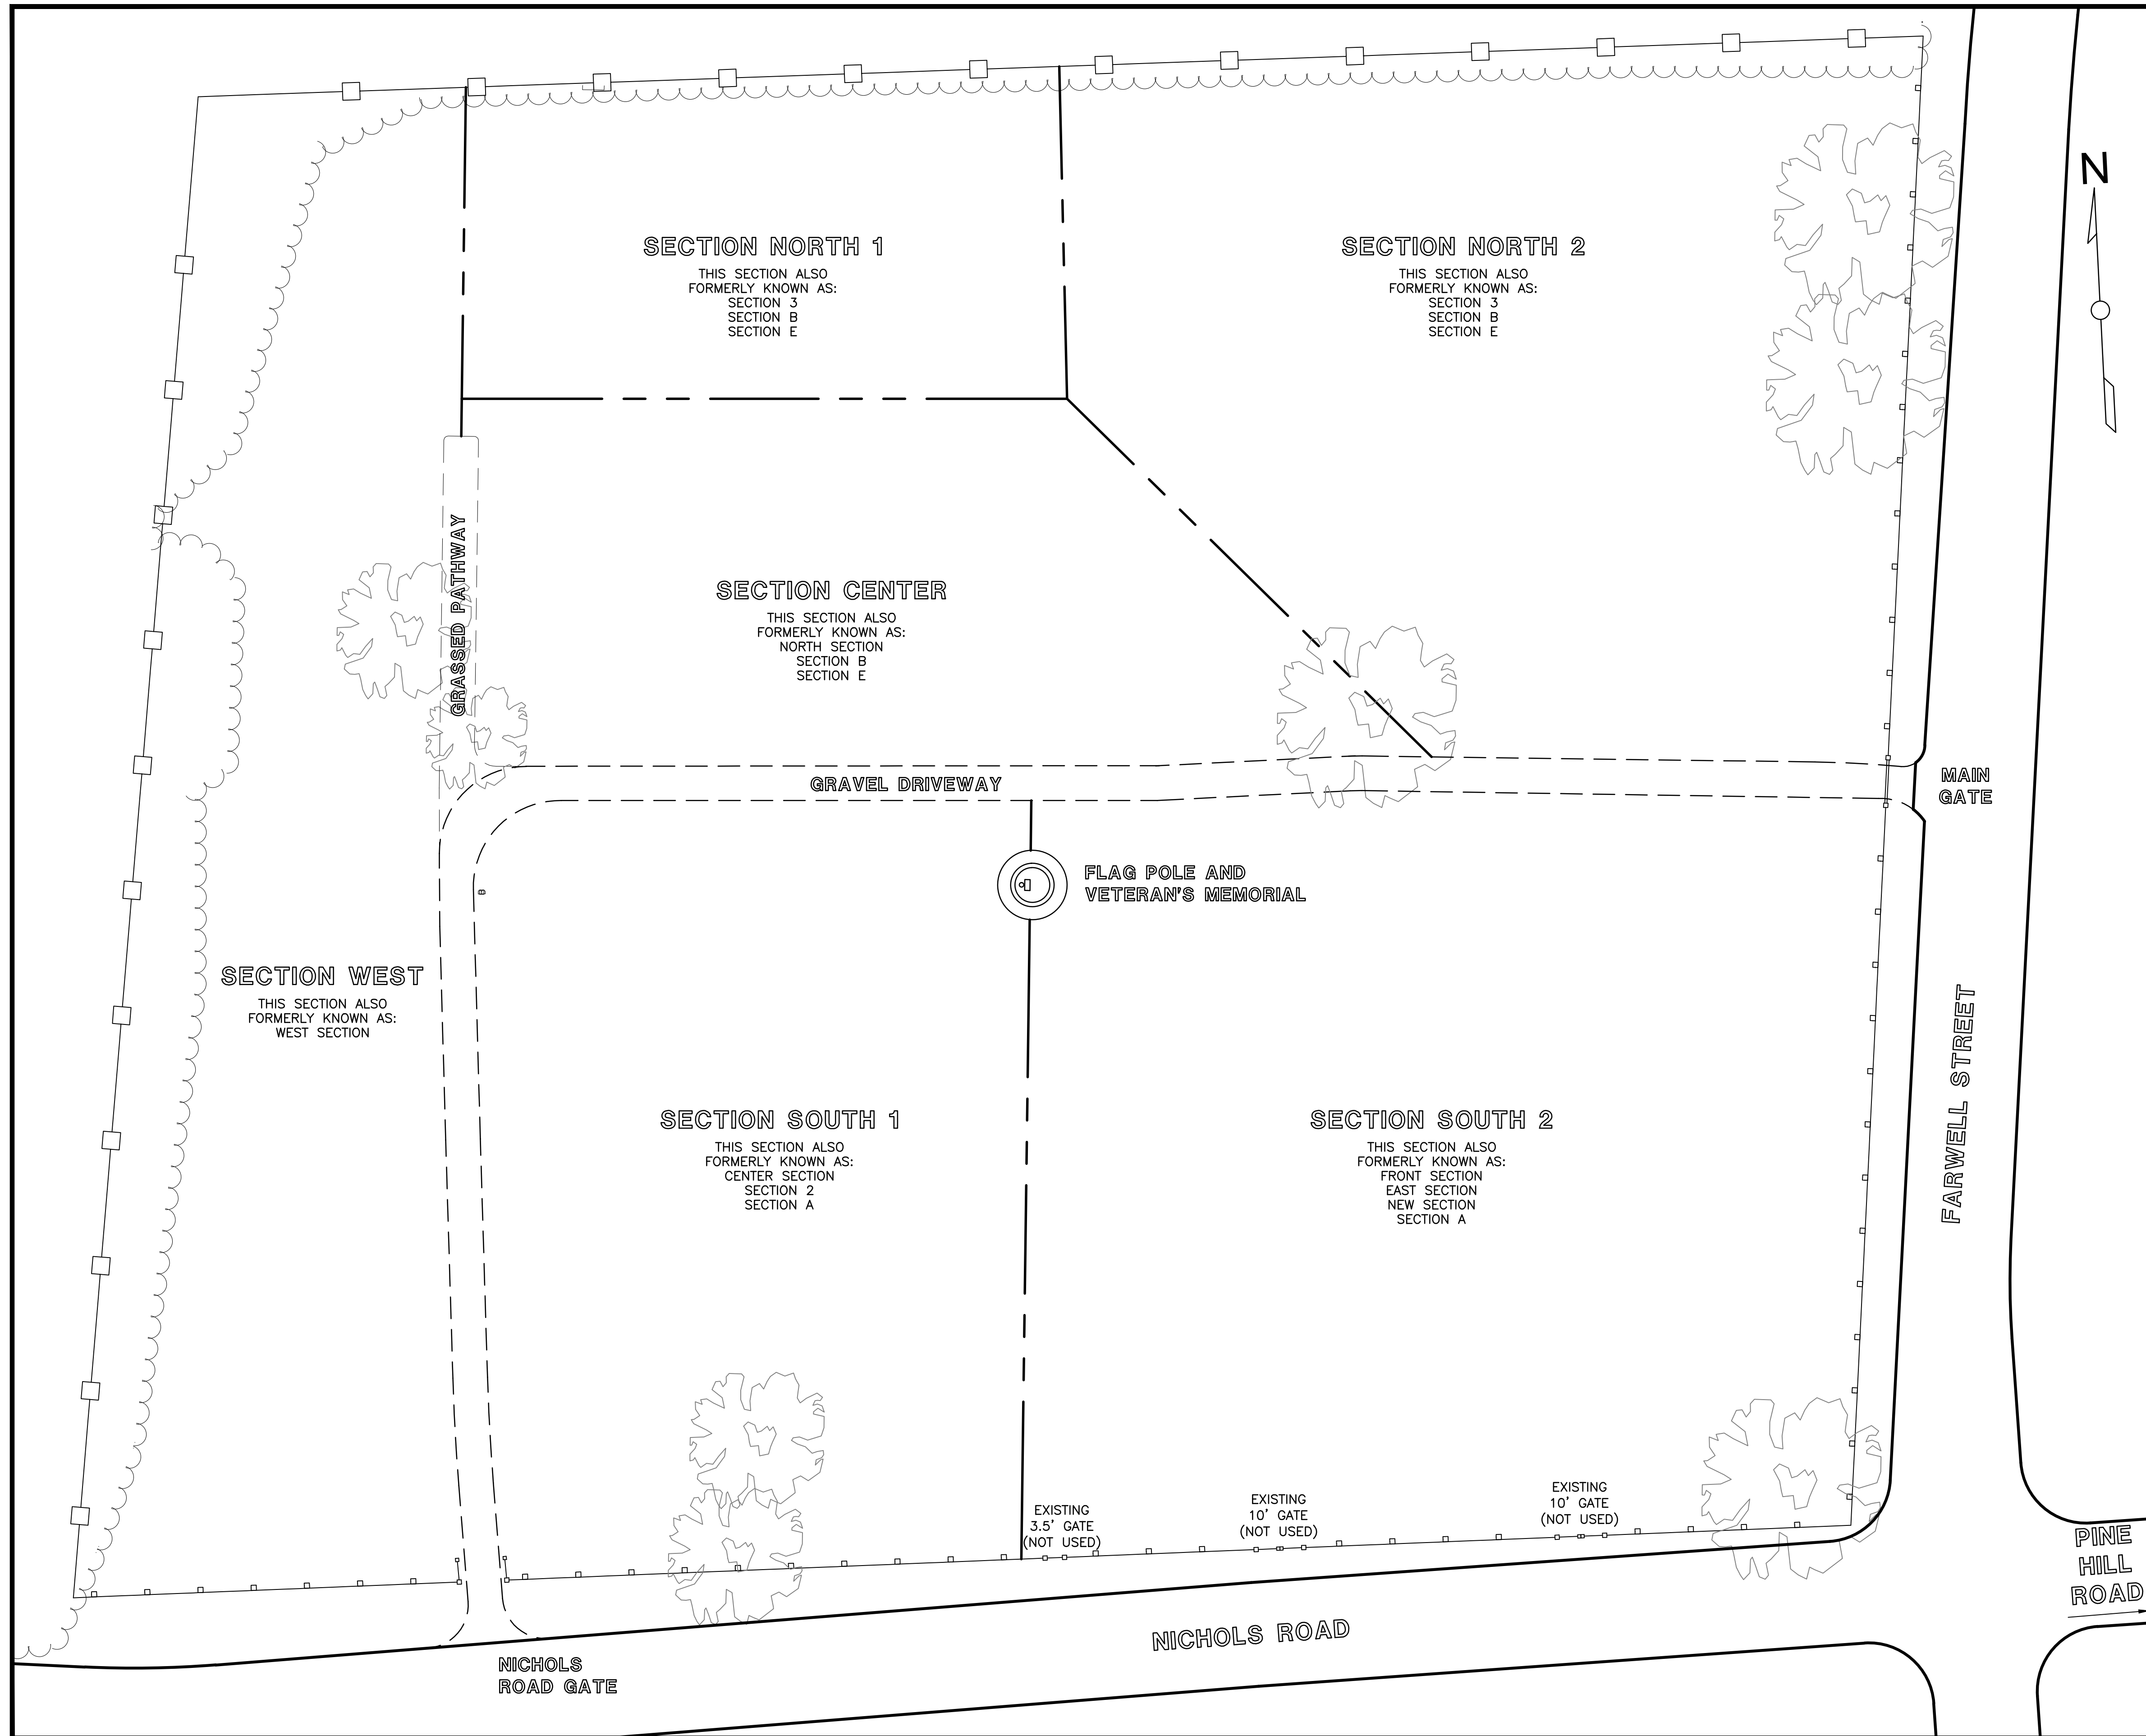 N
SECTION NORTH 1
THIS SECTION ALSO
FORMERLY KNOWN AS:
SECTION 3
SECTION B
SECTION E
SECTION NORTH 2
THIS SECTION ALSO
FORMERLY KNOWN AS:
SECTION 3
SECTION B
SECTION E
GRASSED PATHWAY
SECTION CENTER
THIS SECTION ALSO
FORMERLY KNOWN AS:
NORTH SECTION
SECTION B
SECTION E
GRAVEL DRIVEWAY
MAIN
GATE
FLAG POLE AND
VETERAN'S MEMORIAL
SECTION WEST
THIS SECTION ALSO
FORMERLY KNOWN AS:
WEST SECTION
SECTION SOUTH 1
THIS SECTION ALSO
FORMERLY KNOWN AS:
CENTER SECTION
SECTION 2
SECTION A
SECTION SOUTH 2
THIS SECTION ALSO
FORMERLY KNOWN AS:
FRONT SECTION
EAST SECTION
NEW SECTION
SECTION A
FARWELL STREET
EXISTING
3.5' GATE
(NOT USED)
EXISTING
10' GATE
(NOT USED)
EXISTING
10' GATE
(NOT USED)
PINE
HILL
ROAD
NICHOLS ROAD
NICHOLS
ROAD GATE